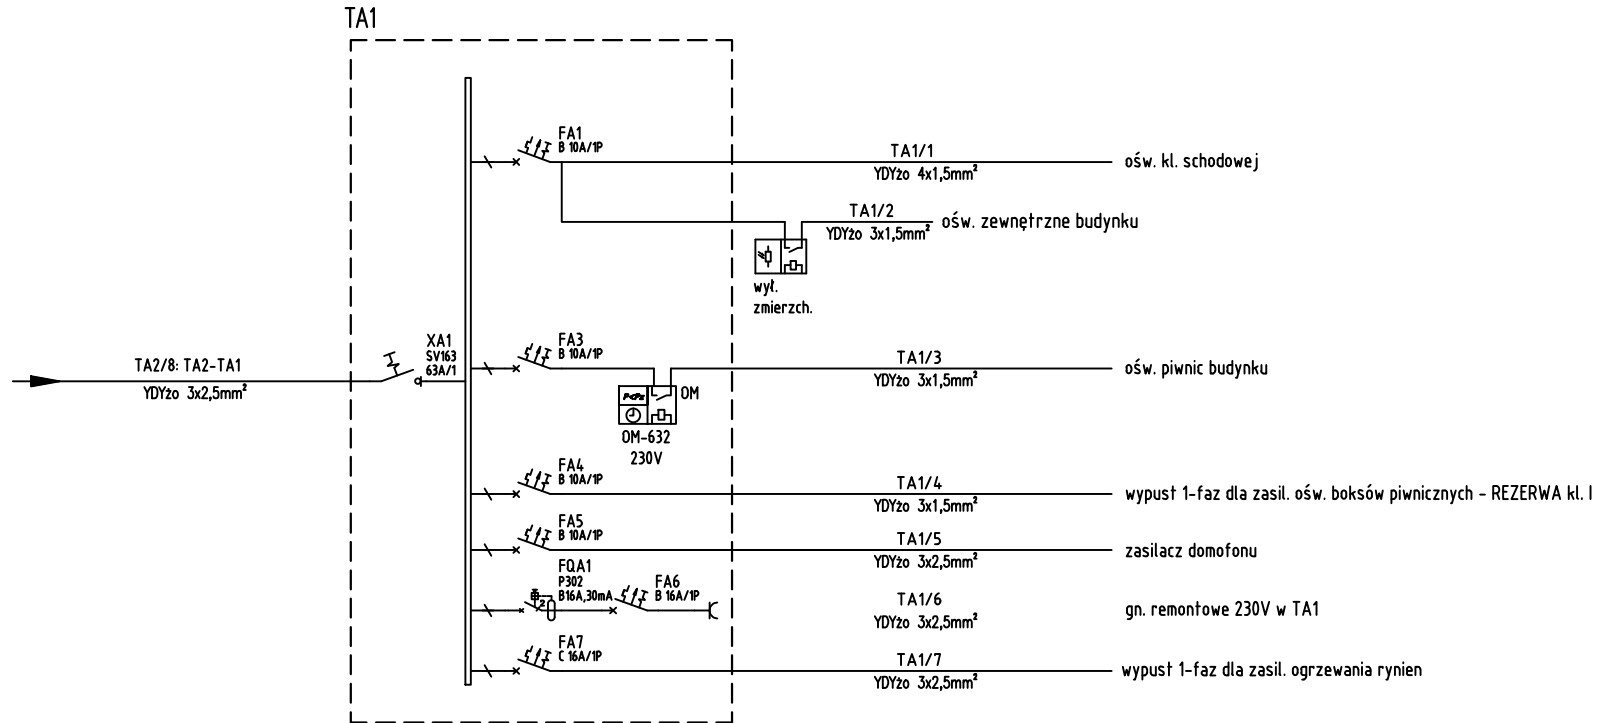 TA1
FA1
B 10A/1P
TA1/1
YDYżo 4x1,5mm²
ośw. kl. schodowej
TA1/2
YDYżo 3x1,5mm²
ośw. zewnętrzne budynku
wył.
zmierzch.
TA2/8: TA2-TA1
YDYżo 3x2,5mm²
XA1
SV163
63A/1
FA3
B 10A/1P
TA1/3
YDYżo 3x1,5mm²
ośw. piwnic budynku
OM
OM-632
230V
FA4
B 10A/1P
TA1/4
YDYżo 3x1,5mm²
wypust 1-faz dla zasil. ośw. boksów piwnicznych - REZERWA kl. I
FA5
B 10A/1P
TA1/5
YDYżo 3x2,5mm²
zasilacz domofonu
FQA1
P302
B16A,30mA
2
FA6
B 16A/1P
TA1/6
YDYżo 3x2,5mm²
gn. remontowe 230V w TA1
FA7
C 16A/1P
TA1/7
YDYżo 3x2,5mm²
wypust 1-faz dla zasil. ogrzewania rynien